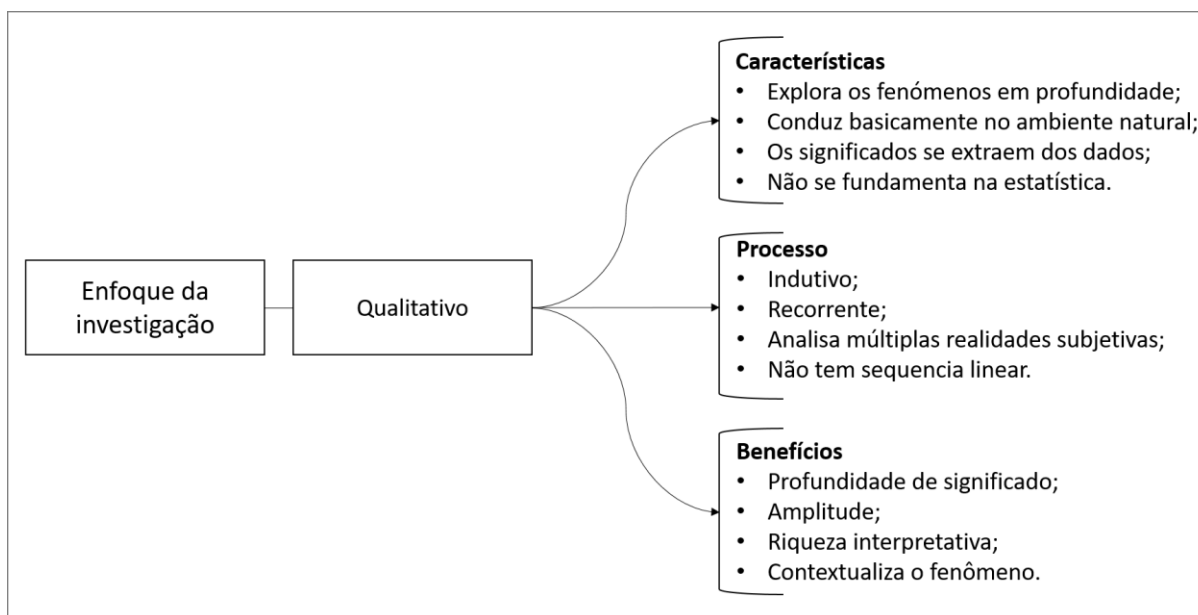 Enfoque da
investigação
Qualitativo
Características
• Explora os fenómenos em profundidade;
• Conduz basicamente no ambiente natural;
• Os significados se extraem dos dados;
• Não se fundamenta na estatística.
Processo
• Indutivo;
• Recorrente;
• Analisa múltiplas realidades subjetivas;
• Não tem sequencia linear.
Benefícios
• Profundidade de significado;
• Amplitude;
• Riqueza interpretativa;
• Contextualiza o fenômeno.